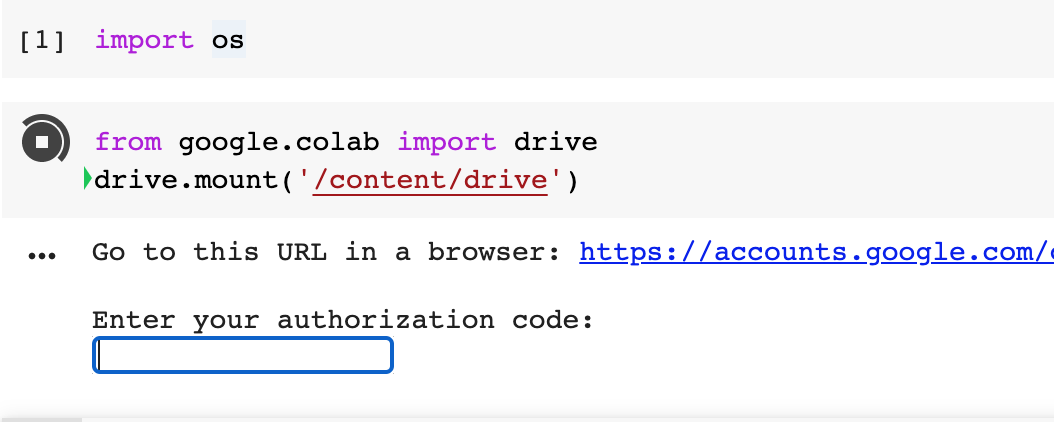 [1] import os
from google.colab import drive
drive.mount('/content/drive')
... Go to this URL in a browser: https://accounts.google.com/
Enter your authorization code: